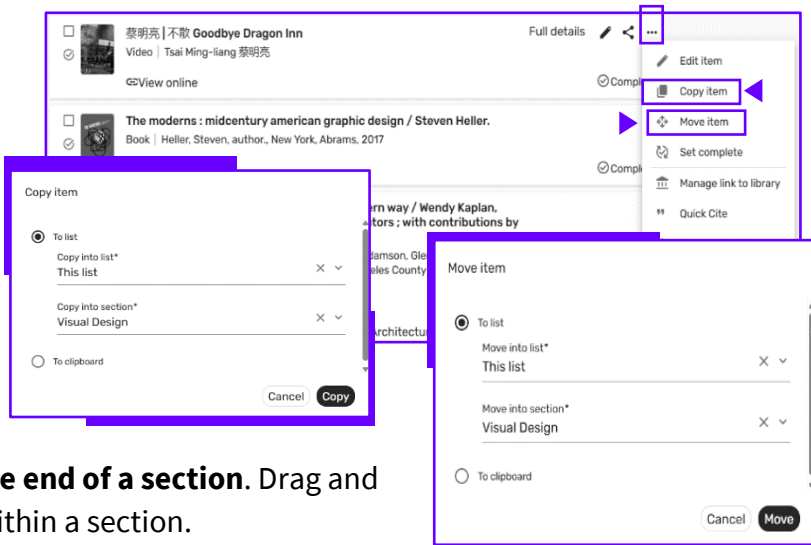 蔡明亮 | 不散 Goodbye Dragon Inn
Full details
Video | Tsai Ming-liang 蔡明亮
View online
Edit item
Copy item
Move item
Set complete
Manage link to library
Quick Cite
The moderns : midcentury american graphic design / Steven Heller.
Book | Heller, Steven, author., New York, Abrams, 2017
way / Wendy Kaplan,
; with contributions by
Copy item
To list
Copy into list*
This list
Copy into section*
Visual Design
To clipboard
Cancel
Copy
Move item
To list
Move into list*
This list
Move into section*
Visual Design
To clipboard
Cancel
Move
end of a section. Drag and
within a section.